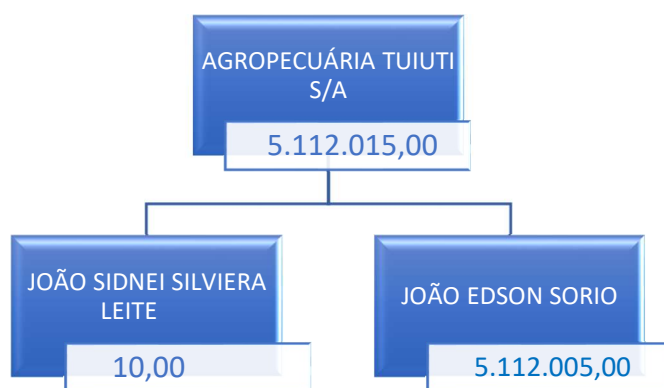 AGROPECUÁRIA TUIUTI
S/A
5.112.015,00
JOÃO SIDNEI SILVIERA
LEITE
10,00
JOÃO EDSON SORIO
5.112.005,00